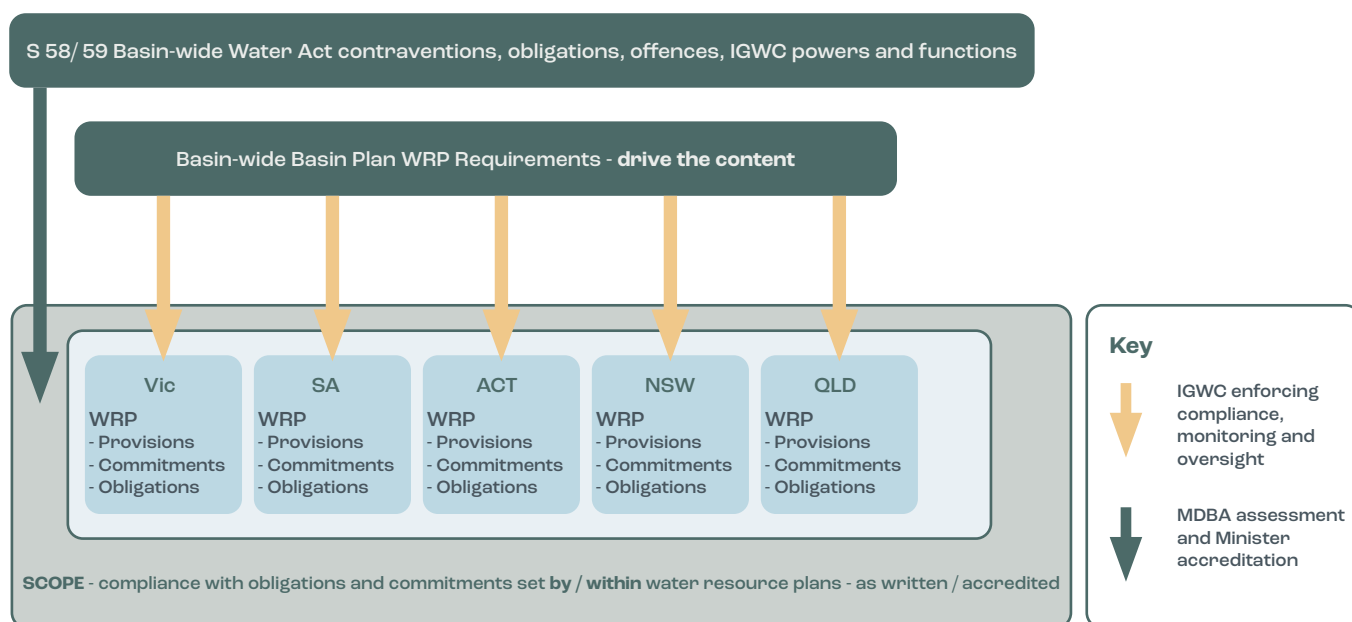 S 58/ 59 Basin-wide Water Act contraventions, obligations, offences, IGWC powers and functions
Basin-wide Basin Plan WRP Requirements - drive the content
Vic
WRP
- Provisions
- Commitments
- Obligations
SA
WRP
- Provisions
- Commitments
- Obligations
ACT
WRP
- Provisions
- Commitments
- Obligations
NSW
WRP
- Provisions
- Commitments
- Obligations
QLD
WRP
- Provisions
- Commitments
- Obligations
SCOPE - compliance with obligations and commitments set by / within water resource plans - as written / accredited
Key
IGWC enforcing
compliance,
monitoring and
oversight
MDBA assessment
and Minister
accreditation